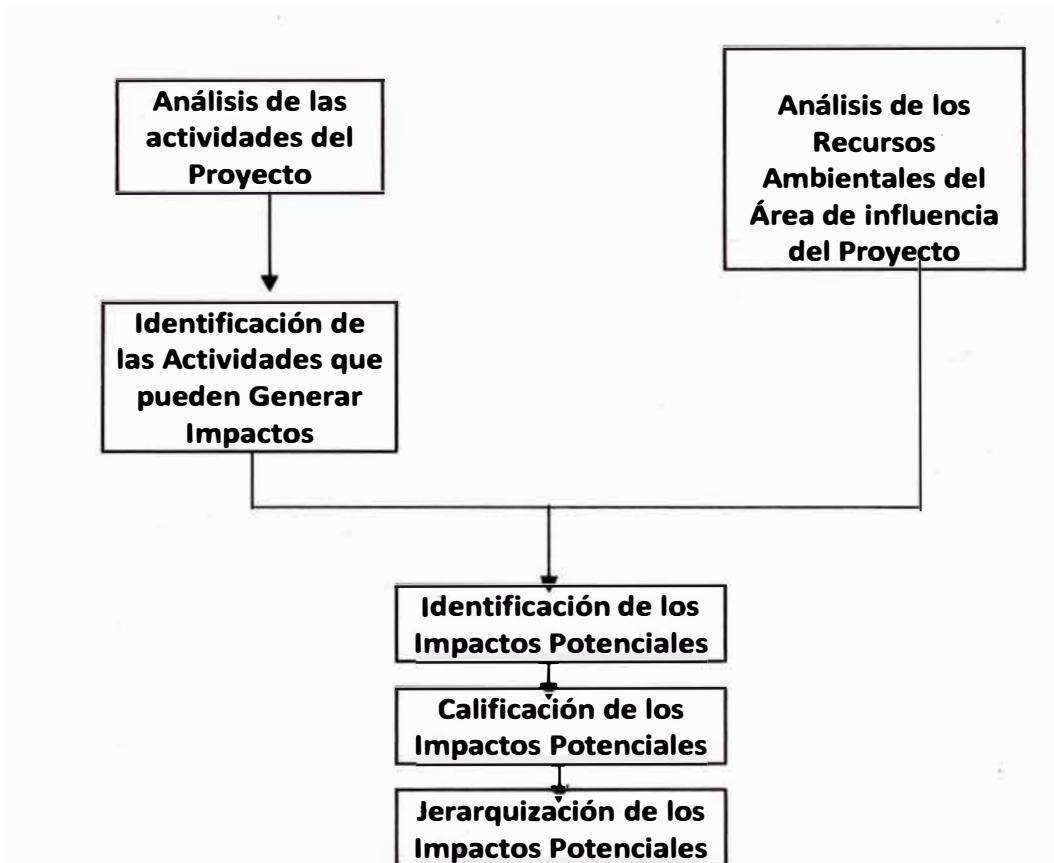 Análisis de las
actividades del
Proyecto
Análisis de los
Recursos
Ambientales del
Área de influencia
del Proyecto
Identificación de
las Actividades que
pueden Generar
Impactos
Identificación de los
Impactos Potenciales
Calificación de los
Impactos Potenciales
Jerarquización de los
Impactos Potenciales